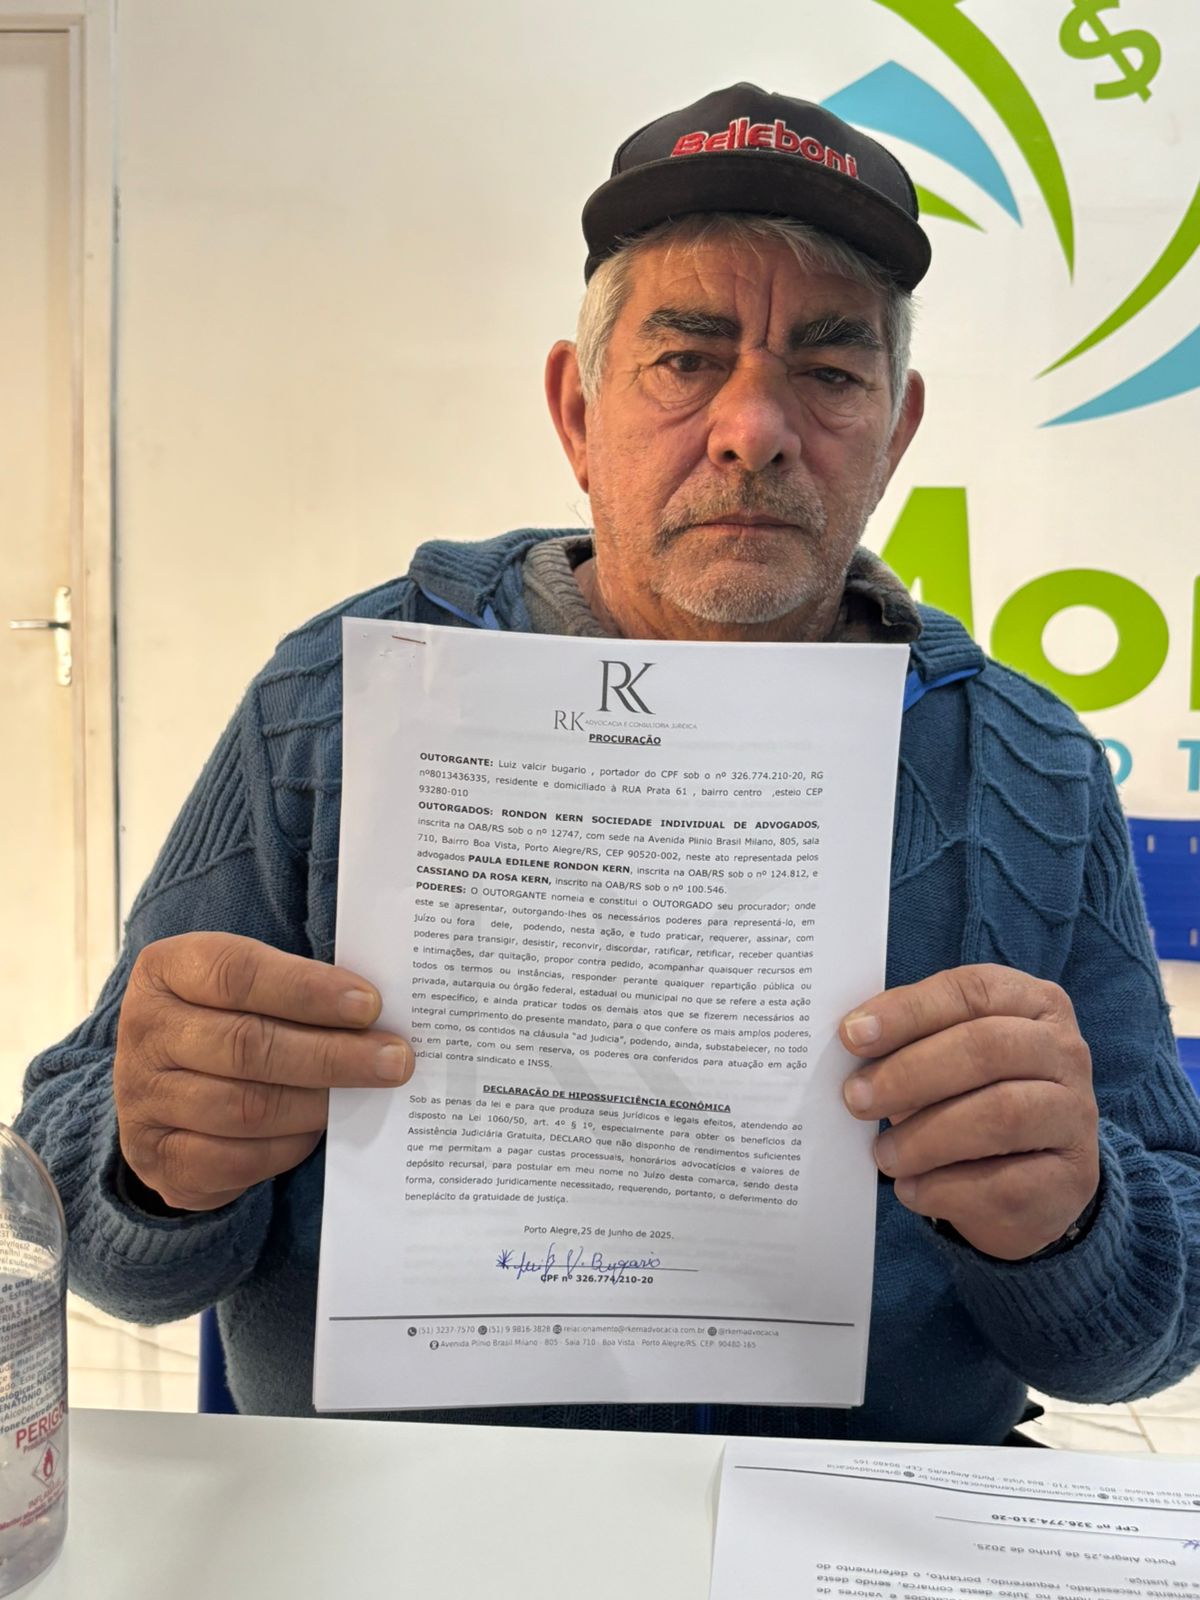 $
Belleboni
Mor
O T
RK
RK ADVOCACIA E CONSULTORIA JURÍDICA
PROCURAÇÃO
OUTORGANTE: Luiz valcir bugario , portador do CPF sob o nº 326.774.210-20, RG
nº8013436335, residente e domiciliado à RUA Prata 61 , bairro centro ,esteio CEP
93280-010
OUTORGADOS: RONDON KERN SOCIEDADE INDIVIDUAL DE ADVOGADOS,
inscrita na OAB/RS sob o nº 12747, com sede na Avenida Plinio Brasil Milano, 805, sala
710, Bairro Boa Vista, Porto Alegre/RS, CEP 90520-002, neste ato representada pelos
advogados PAULA EDILENE RONDON KERN, inscrita na OAB/RS sob o nº 124.812, e
CASSIANO DA ROSA KERN, inscrito na OAB/RS sob o nº 100.546.
PODERES: O OUTORGANTE nomeia e constitui o OUTORGADO seu procurador; onde
este se apresentar, outorgando-lhes os necessários poderes para representá-lo, em
juízo ou fora dele, podendo, nesta ação, e tudo praticar, requerer, assinar, com
poderes para transigir, desistir, reconvir, discordar, ratificar, retificar, receber quantias
e intimações, dar quitação, propor contra pedido, acompanhar quaisquer recursos em
todos os termos ou instâncias, responder perante qualquer repartição pública ou
privada, autarquia ou órgão federal, estadual ou municipal no que se refere a esta ação
em específico, e ainda praticar todos os demais atos que se fizerem necessários ao
integral cumprimento do presente mandato, para o que confere os mais amplos poderes,
bem como, os contidos na cláusula "ad judicia", podendo, ainda, substabelecer, no todo
ou em parte, com ou sem reserva, os poderes ora conferidos para atuação em ação
judicial contra sindicato e INSS.
DECLARAÇÃO DE HIPOSSUFICIÊNCIA ECONÔMICA
Sob as penas da lei e para que produza seus jurídicos e legais efeitos, atendendo ao
disposto na Lei 1060/50, art. 4º § 1º, especialmente para obter os benefícios da
Assistência Judiciária Gratuita, DECLARO que não disponho de rendimentos suficientes
que me permitam a pagar custas processuais, honorários advocatícios e valores de
depósito recursal, para postular em meu nome no Juízo desta comarca, sendo desta
forma, considerado juridicamente necessitado, requerendo, portanto, o deferimento do
beneplácito da gratuidade de justiça.
Porto Alegre,25 de Junho de 2025.
Luiz V. Bugario
CPF nº 326.774.210-20
(51) 3237-7570 (51) 9 9816-3828 relacionamento@rkernadvocacia.com.br @rkernadvocacia
Avenida Plinio Brasil Milano - 805 - Sala 710 - Boa Vista - Porto Alegre/RS. CEP: 90480-165
PERIGO
CPF nº 326.774.210-20
Porto Alegre,25 de Junho de 2025.